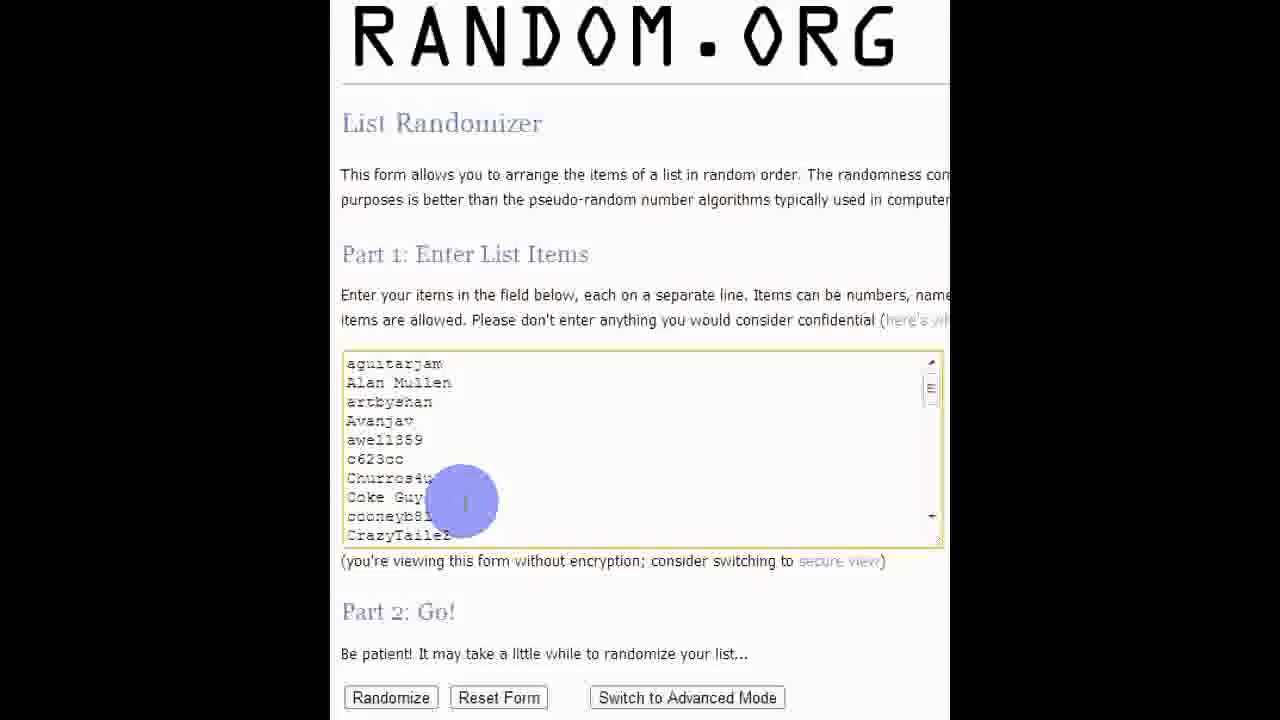 RANDOM.ORG
List Randomizer
This form allows you to arrange the items of a list in random order. The randomness
purposes is better than the pseudo-random number algorithms typically used in
Part 1: Enter List Items
Enter your items in the field below, each on a separate line. Items can be numbers,
items are allowed. Please don't enter anything you would consider confidential (here's
aguitarjam
Alan Mullen
artbyshan
Avanjav
awell359
c623cc
Churros4u
Coke Guy
CrazyTaileZ
(you're viewing this form without encryption; consider switching to secure view)
Part 2: Go!
Be patient! It may take a little while to randomize your list...
Randomize Reset Form Switch to Advanced Mode